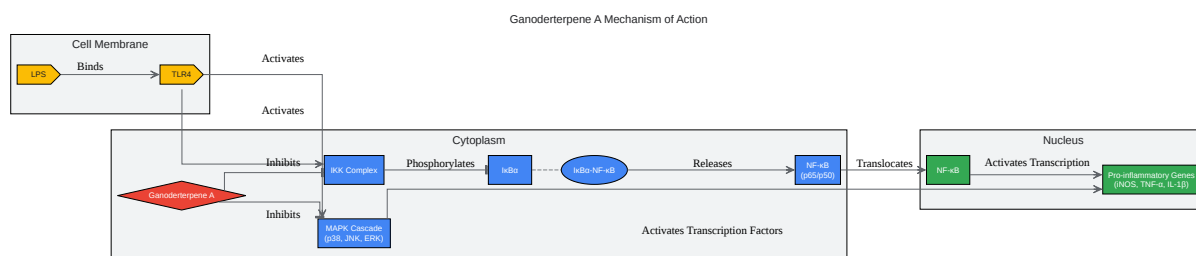 Ganoderterpene A Mechanism of Action
Cell Membrane
LPS
Binds
TLR4
Activates
Activates
Cytoplasm
Inhibits
IKK Complex
Phosphorylates
IκBα
IκBα-NF-κB
Releases
NF-κB
(p65/p50)
Translocates
Ganoderterpene A
Inhibits
MAPK Cascade
(p38, JNK, ERK)
Activates Transcription Factors
Nucleus
NF-κB
Activates Transcription
Pro-inflammatory Genes
(iNOS, TNF-α, IL-1β)